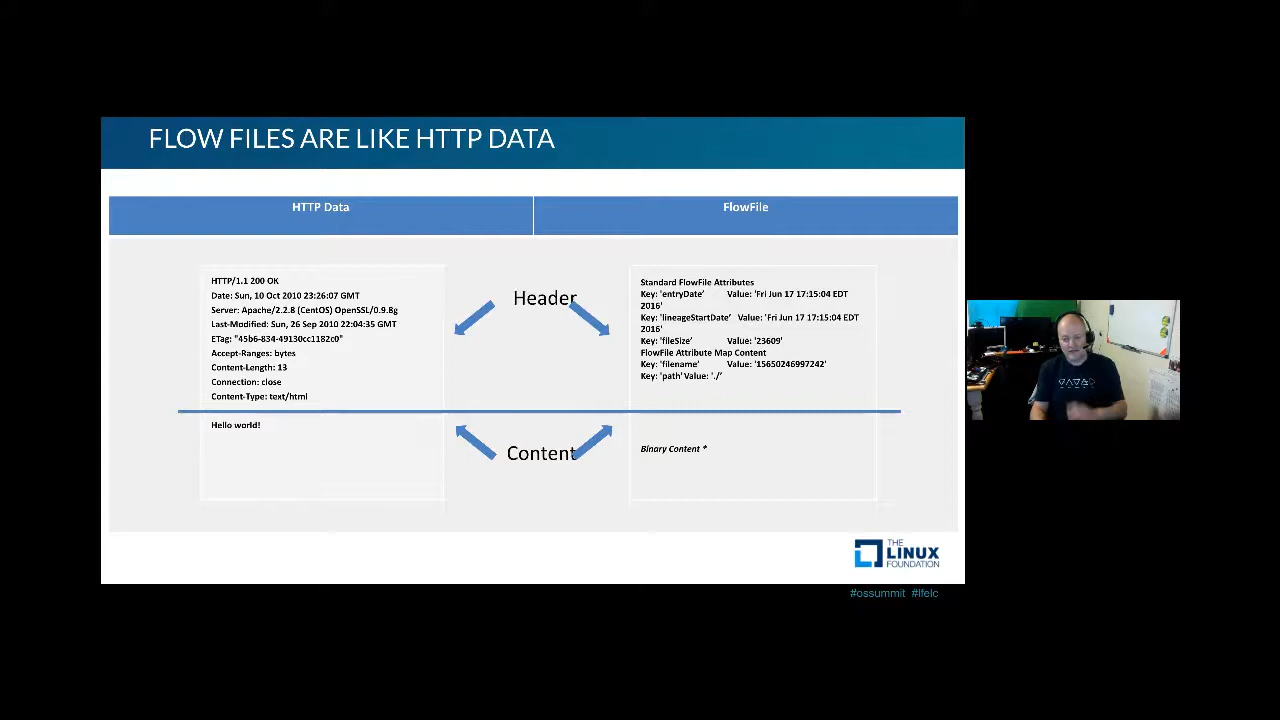 FLOW FILES ARE LIKE HTTP DATA
HTTP Data
FlowFile
HTTP/1.1 200 OK
Date: Sun, 10 Oct 2010 23:26:07 GMT
Server: Apache/2.2.8 (CentOS) OpenSSL/0.9.8g
Last-Modified: Sun, 26 Sep 2010 22:04:35 GMT
ETag: "45b6-834-49130cc1182c0"
Accept-Ranges: bytes
Content-Length: 13
Connection: close
Content-Type: text/html
Hello world!
Header
Content
Standard FlowFile Attributes
Key: 'entryDate' Value: 'Fri Jun 17 17:15:04 EDT
2016'
Key: 'lineageStartDate' Value: 'Fri Jun 17 17:15:04 EDT
2016'
Key: 'fileSize' Value: '23609'
FlowFile Attribute Map Content
Key: 'filename' Value: '15650246997242'
Key: 'path' Value: './'
Binary Content *
THE
LINUX
FOUNDATION
#ossummit #lfelc